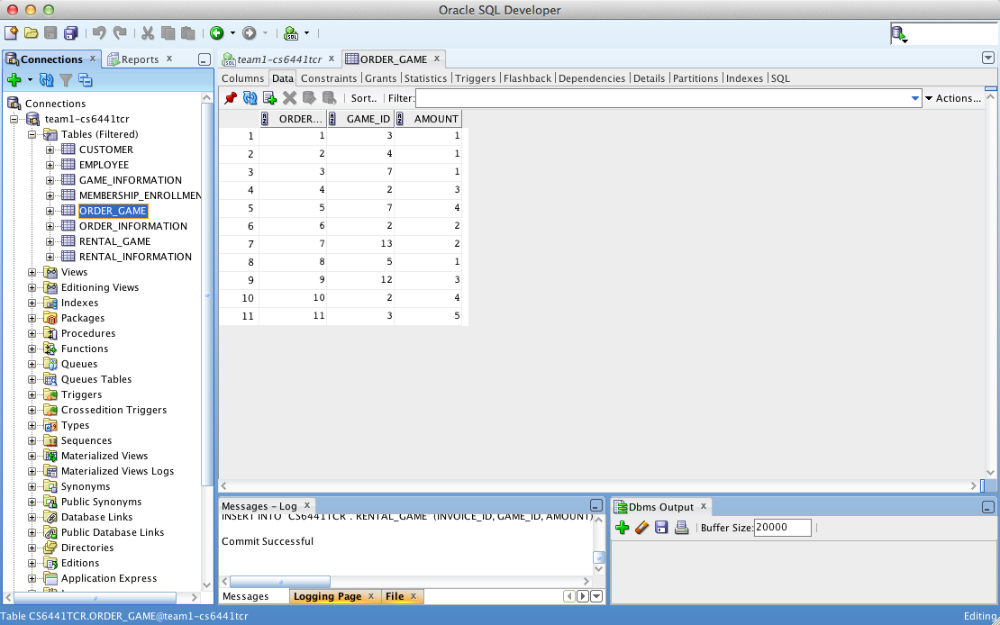 Oracle SQL Developer
Connections x Reports x
team1-cs6441tcr x ORDER_GAME x
Columns Data Constraints Grants Statistics Triggers Flashback Dependencies Details Partitions Indexes SQL
Sort.. Filter: Actions...
ORDER... GAME_ID AMOUNT
1 1 3 1
2 2 4 1
3 3 7 1
4 4 2 3
5 5 7 4
6 6 2 2
7 7 13 2
8 8 5 1
9 9 12 3
10 10 2 4
11 11 3 5
Connections
team1-cs6441tcr
Tables (Filtered)
CUSTOMER
EMPLOYEE
GAME_INFORMATION
MEMBERSHIP_ENROLLMEN
ORDER_GAME
ORDER_INFORMATION
RENTAL_GAME
RENTAL_INFORMATION
Views
Editioning Views
Indexes
Packages
Procedures
Functions
Queues
Queues Tables
Triggers
Crossedition Triggers
Types
Sequences
Materialized Views
Materialized Views Logs
Synonyms
Public Synonyms
Database Links
Public Database Links
Directories
Editions
Application Express
Messages - Log x
INSERT INTO "CS6441TCR"."RENTAL_GAME" (INVOICE_ID, GAME_ID, AMOUNT)
Commit Successful
Messages Logging Page x File x
Dbms Output x
Buffer Size: 20000
Table CS6441TCR.ORDER_GAME@team1-cs6441tcr
Editing